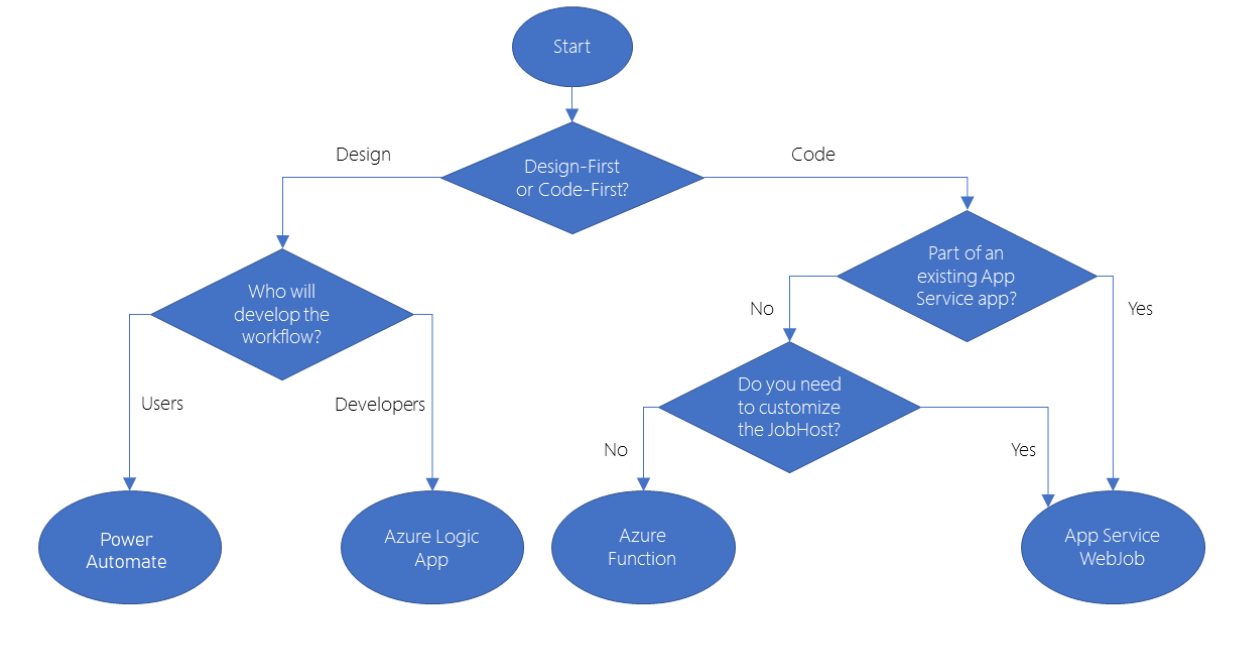 Start
Design
Design-First
or Code-First?
Code
Who will
develop the
workflow?
Part of an
existing App
Service app?
No
Yes
Do you need
to customize
the JobHost?
Users
Developers
No
Yes
Power
Automate
Azure Logic
App
Azure
Function
App Service
WebJob